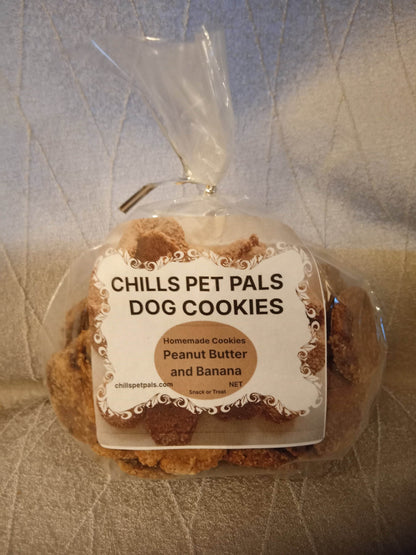 CHILLS PET PALS
DOG COOKIES
Homemade Cookies
Peanut Butter
and Banana
chillspetpals.com
NET
Snack or Treat